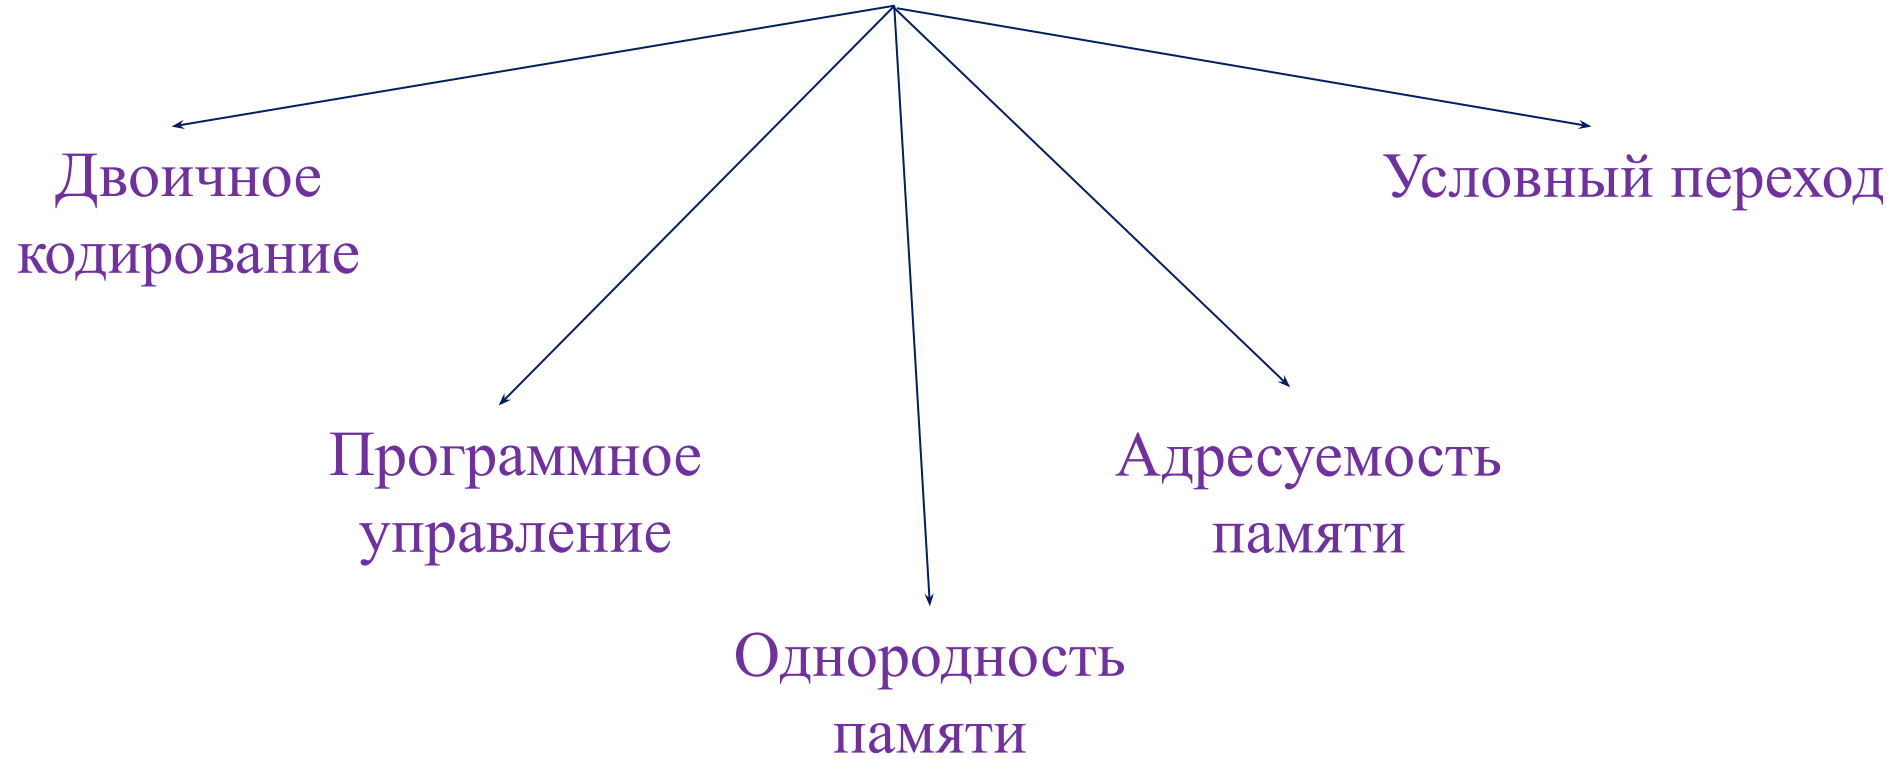 Двоичное
кодирование
Условный переход
Программное
управление
Адресуемость
памяти
Однородность
памяти